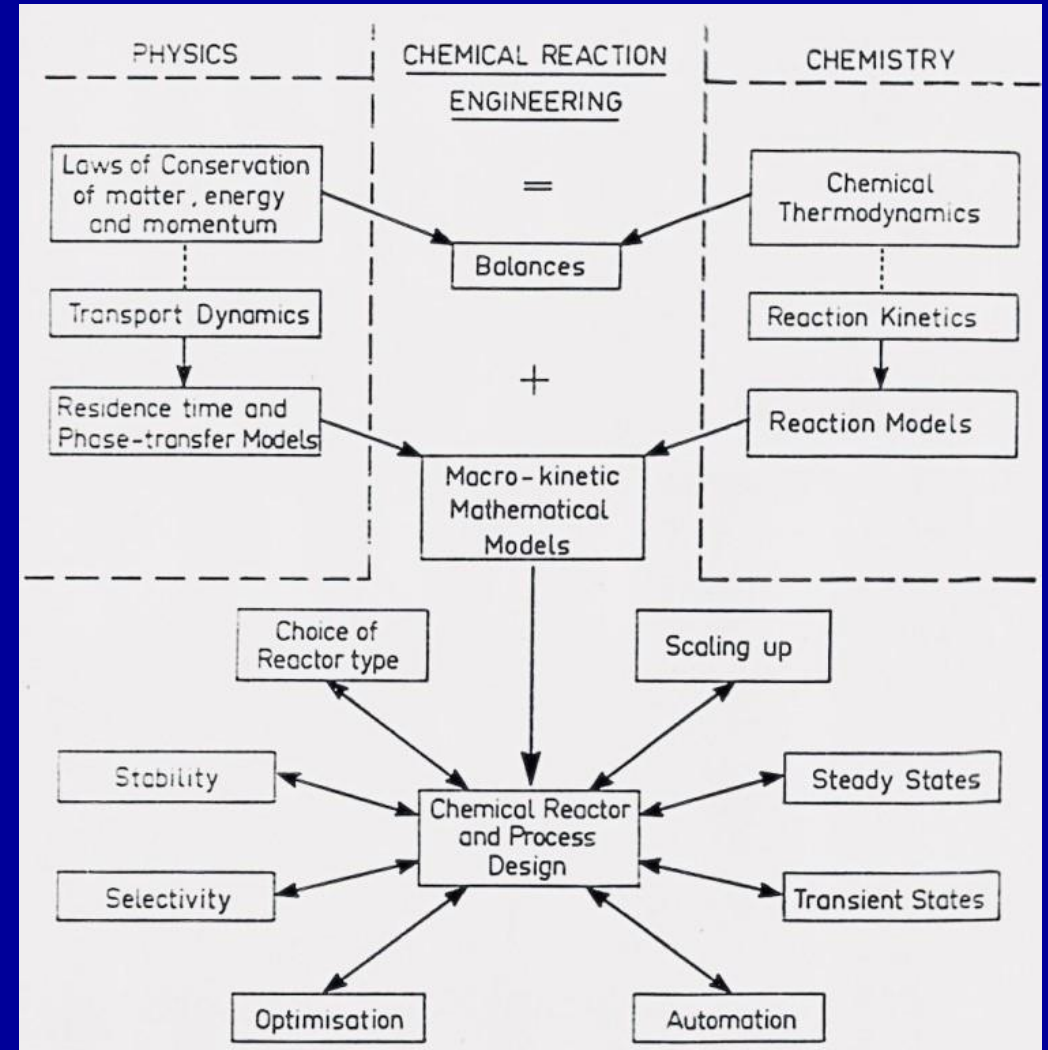 PHYSICS
CHEMICAL REACTION
ENGINEERING
CHEMISTRY
Laws of Conservation
of matter, energy
and momentum
=
Chemical
Thermodynamics
Balances
Transport Dynamics
Reaction Kinetics
+
Residence time and
Phase-transfer Models
Reaction Models
Macro-kinetic
Mathematical
Models
Choice of
Reactor type
Scaling up
Stability
Steady States
Chemical Reactor
and Process
Design
Selectivity
Transient States
Optimisation
Automation